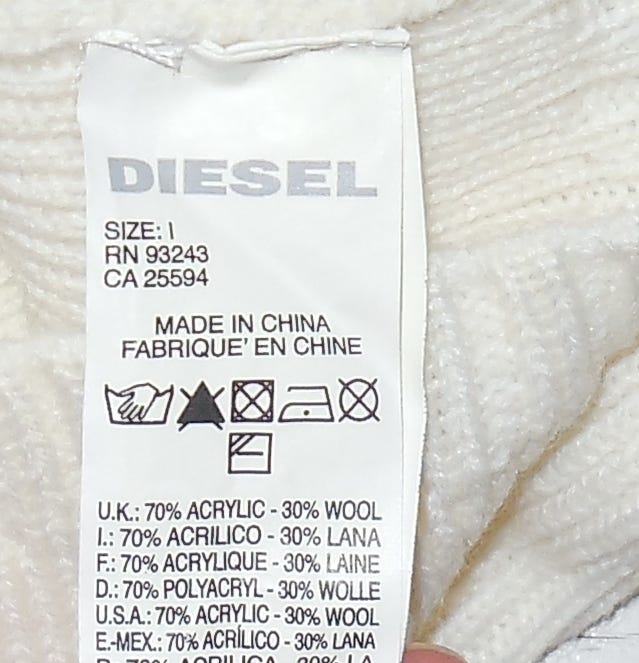 DIESEL
SIZE: I
RN 93243
CA 25594
MADE IN CHINA
FABRIQUE' EN CHINE
U.K.: 70% ACRYLIC - 30% WOOL
I.: 70% ACRILICO - 30% LANA
F.: 70% ACRYLIQUE - 30% LAINE
D.: 70% POLYACRYL - 30% WOLLE
U.S.A.: 70% ACRYLIC - 30% WOOL
E.-MEX.: 70% ACRÍLICO - 30% LANA